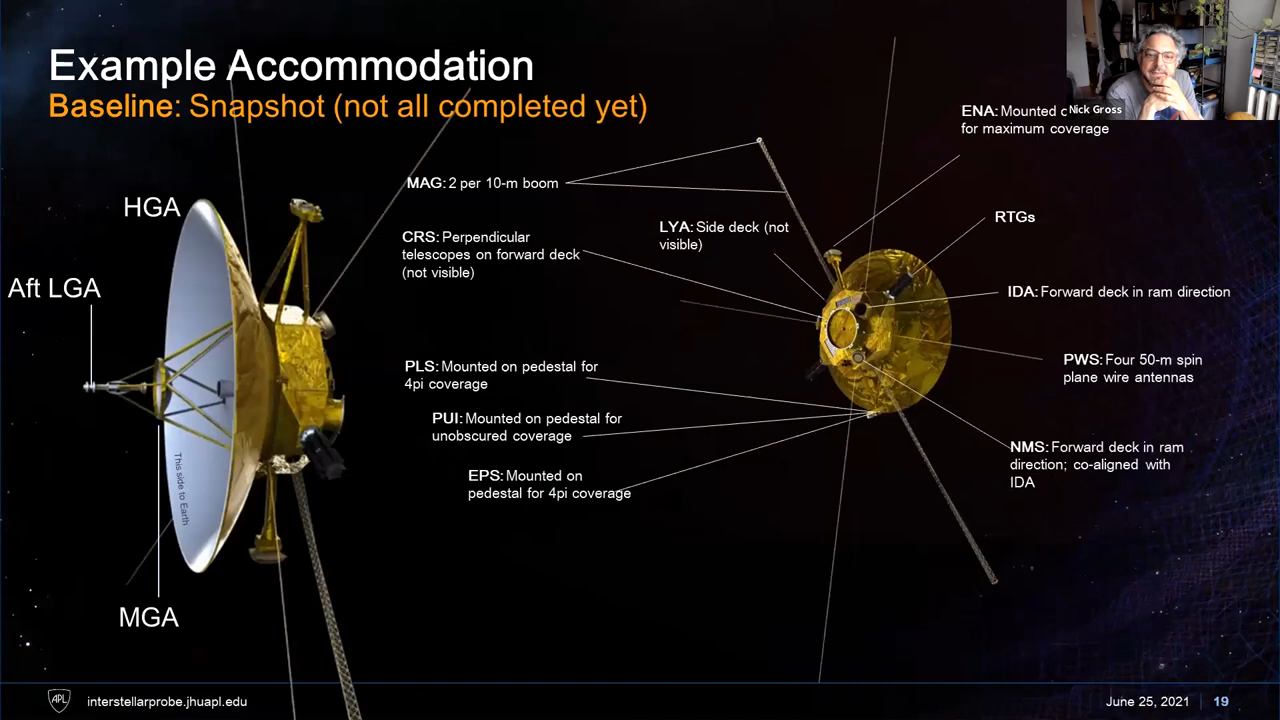 Example Accommodation
Baseline: Snapshot (not all completed yet)
Nick Gross
ENA: Mounted
for maximum coverage
HGA
MAG: 2 per 10-m boom
CRS: Perpendicular
telescopes on forward deck
(not visible)
LYA: Side deck (not
visible)
RTGs
Aft LGA
IDA: Forward deck in ram direction
PLS: Mounted on pedestal for
4pi coverage
PWS: Four 50-m spin
plane wire antennas
PUI: Mounted on pedestal for
unobscured coverage
NMS: Forward deck in ram
direction; co-aligned with
IDA
EPS: Mounted on
pedestal for 4pi coverage
This side to Earth
MGA
APL
interstellarprobe.jhuapl.edu
June 25, 2021
19